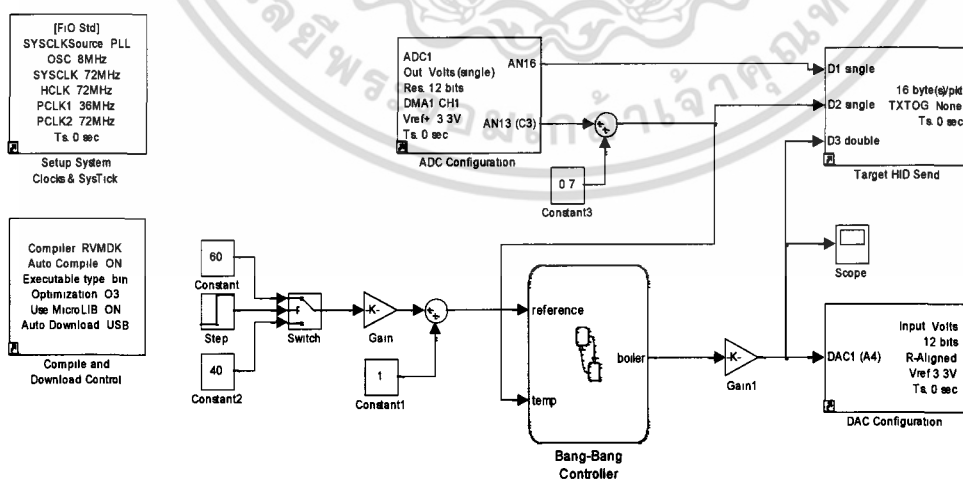 [FiO Std]
SYSCLKSource PLL
OSC 8MHz
SYSCLK 72MHz
HCLK 72MHz
PCLK1 36MHz
PCLK2 72MHz
Ts. 0 sec
Setup System
Clocks & SysTick
ADC1
Out Volts (single)
Res. 12 bits
DMA1 CH1
Vref+ 3 3V
Ts. 0 sec
AN16
AN13 (C3)
ADC Configuration
0 7
Constant3
D1 single
D2 single
D3 double
16 byte(s)/pkt
TXTOG None
Ts. 0 sec
Target HID Send
Compiler RVMDK
Auto Compile ON
Executable type bin
Optimization O3
Use MicroLIB ON
Auto Download USB
Compile and
Download Control
60
Constant
Step
40
Constant2
Switch
-K-
Gain
1
Constant1
reference
temp
boiler
Bang-Bang
Controller
-K-
Gain1
Scope
DAC1 (A4)
Input Volts
12 bits
R-Aligned
Vref 3 3V
Ts. 0 sec
DAC Configuration